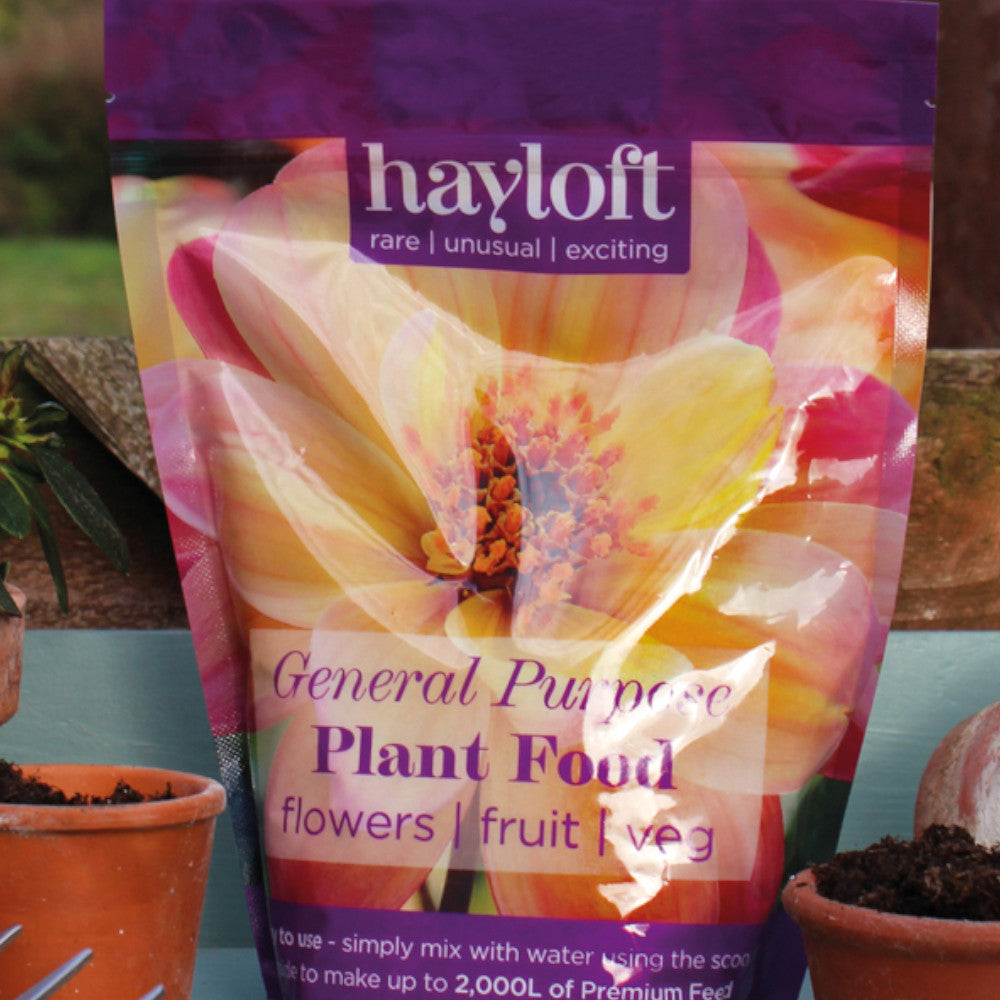 hayloft
rare | unusual | exciting
General Purpose
Plant Food
flowers | fruit | veg
to use - simply mix with water using the
to make up to 2,000L of Premium Feed